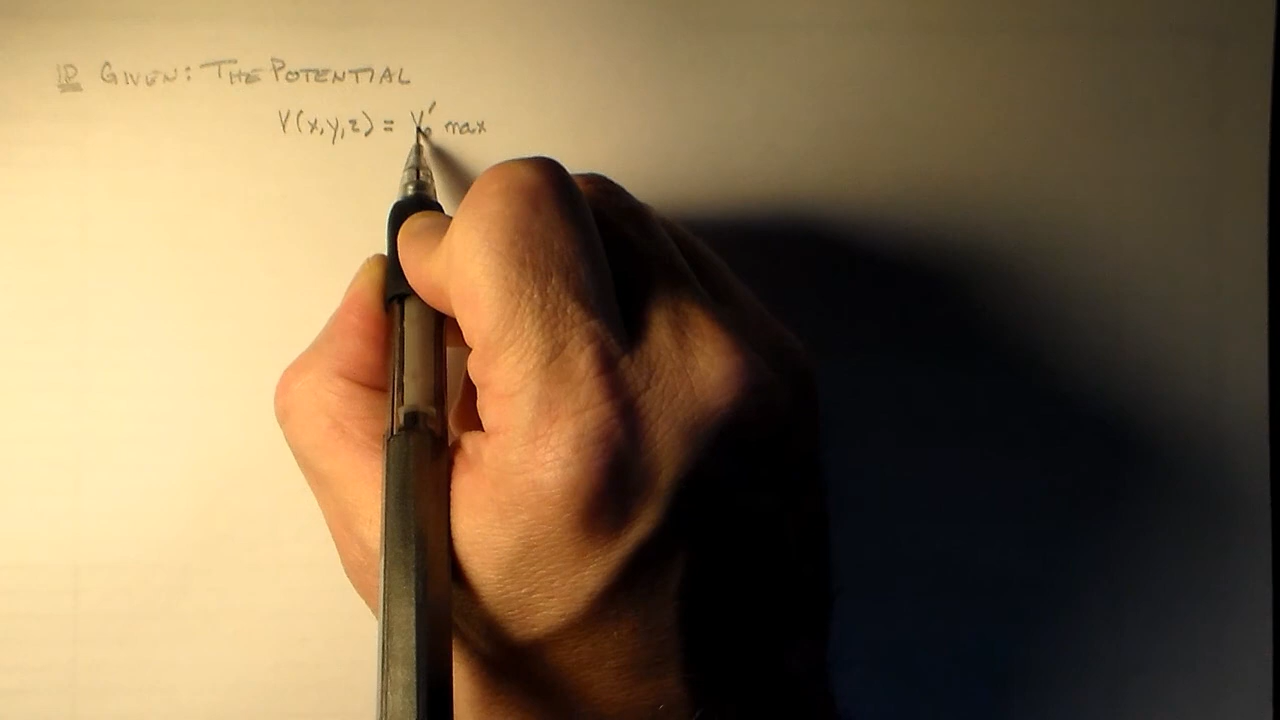 1D GIVEN: THE POTENTIAL
V(x,y,z) = V₀′ max